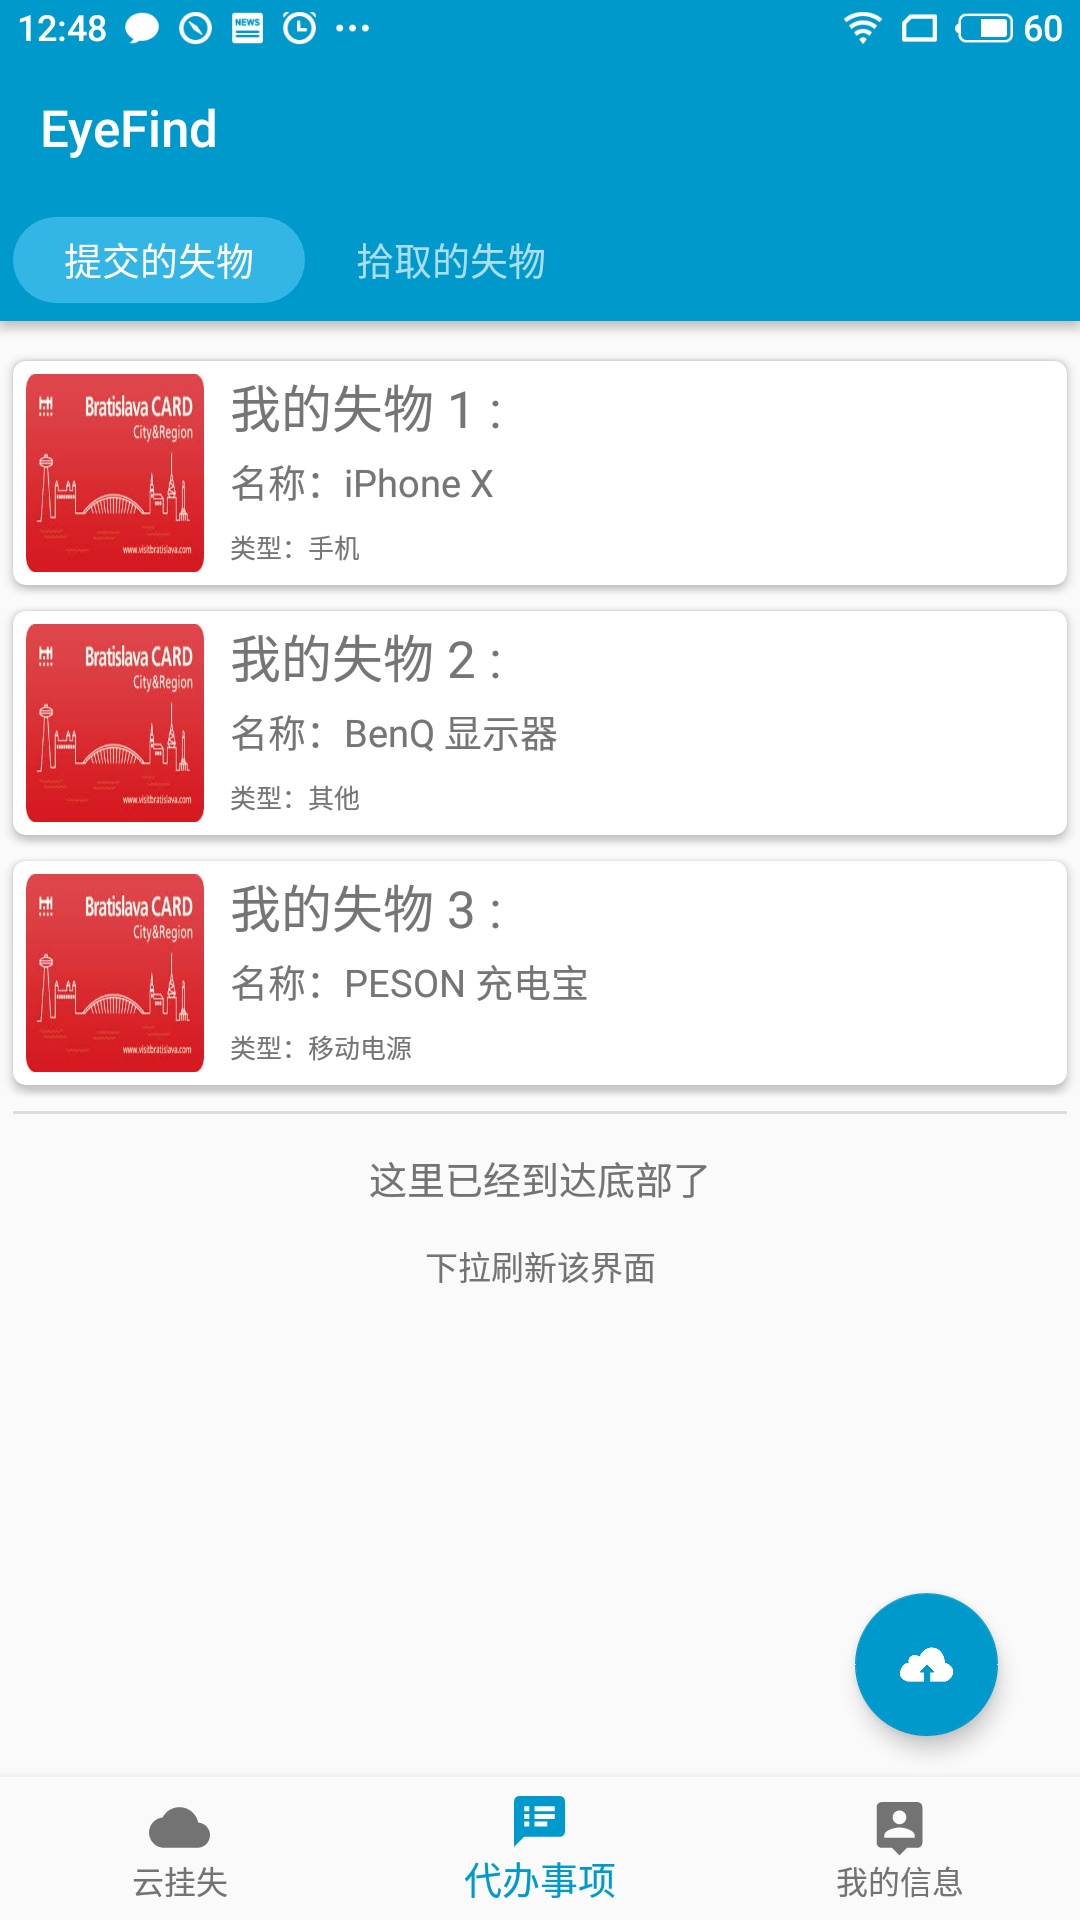 12:48
NEWS
60
EyeFind
提交的失物
拾取的失物
Bratislava CARD
City&Region
www.visitbratislava.com
我的失物 1 :
名称：iPhone X
类型：手机
Bratislava CARD
City&Region
www.visitbratislava.com
我的失物 2 :
名称：BenQ 显示器
类型：其他
Bratislava CARD
City&Region
www.visitbratislava.com
我的失物 3 :
名称：PESON 充电宝
类型：移动电源
这里已经到达底部了
下拉刷新该界面
云挂失
代办事项
我的信息